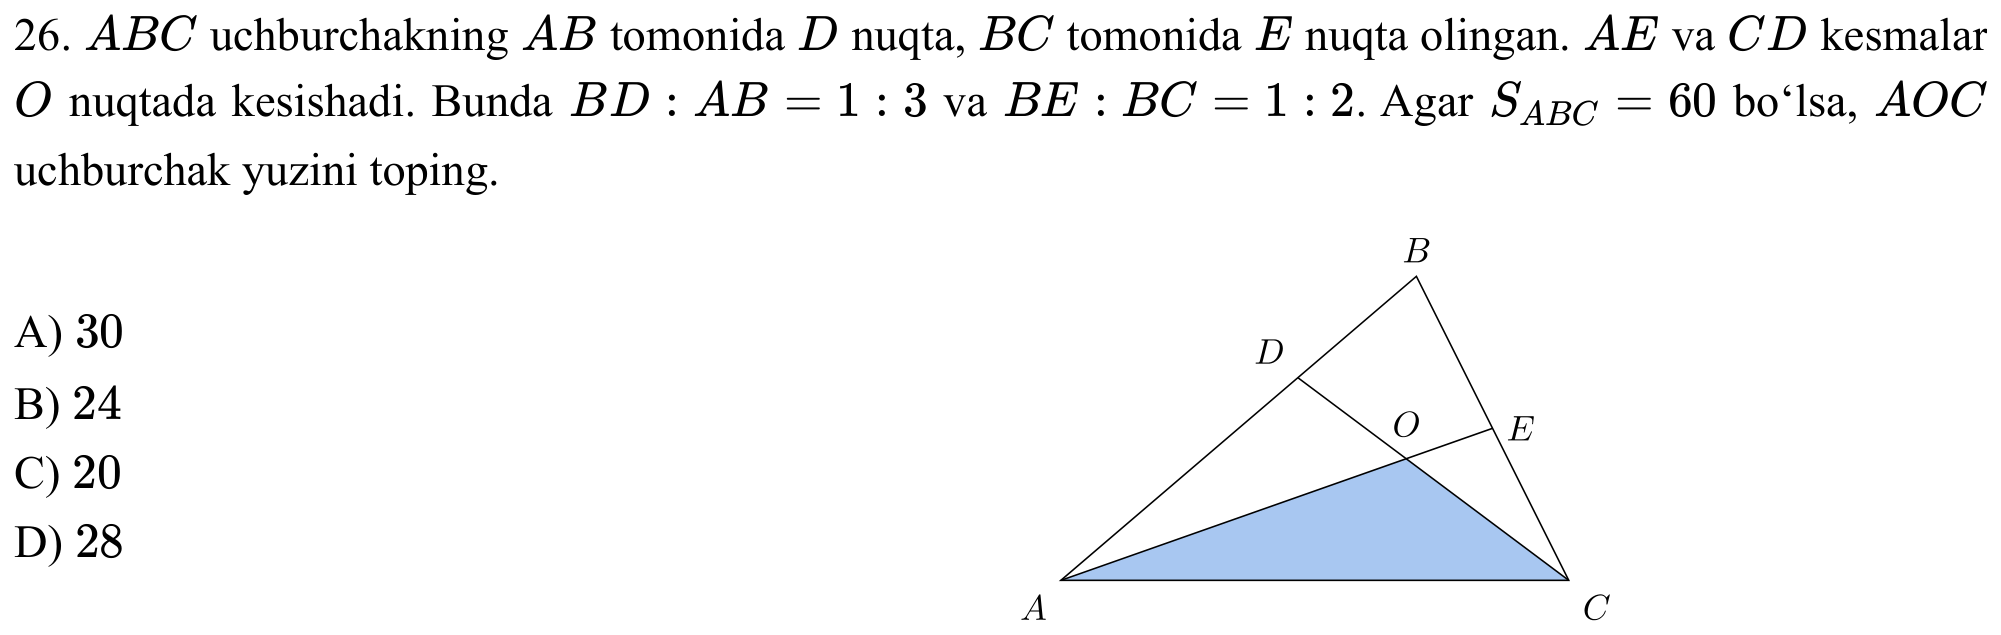 26. ABC uchburchakning AB tomonida D nuqta, BC tomonida E nuqta olingan. AE va CD kesmalar
O nuqtada kesishadi. Bunda BD : AB = 1 : 3 va BE : BC = 1 : 2. Agar S_{ABC} = 60 bo‘lsa, AOC
uchburchak yuzini toping.
B
A) 30
D
B) 24
O
E
C) 20
D) 28
A
C